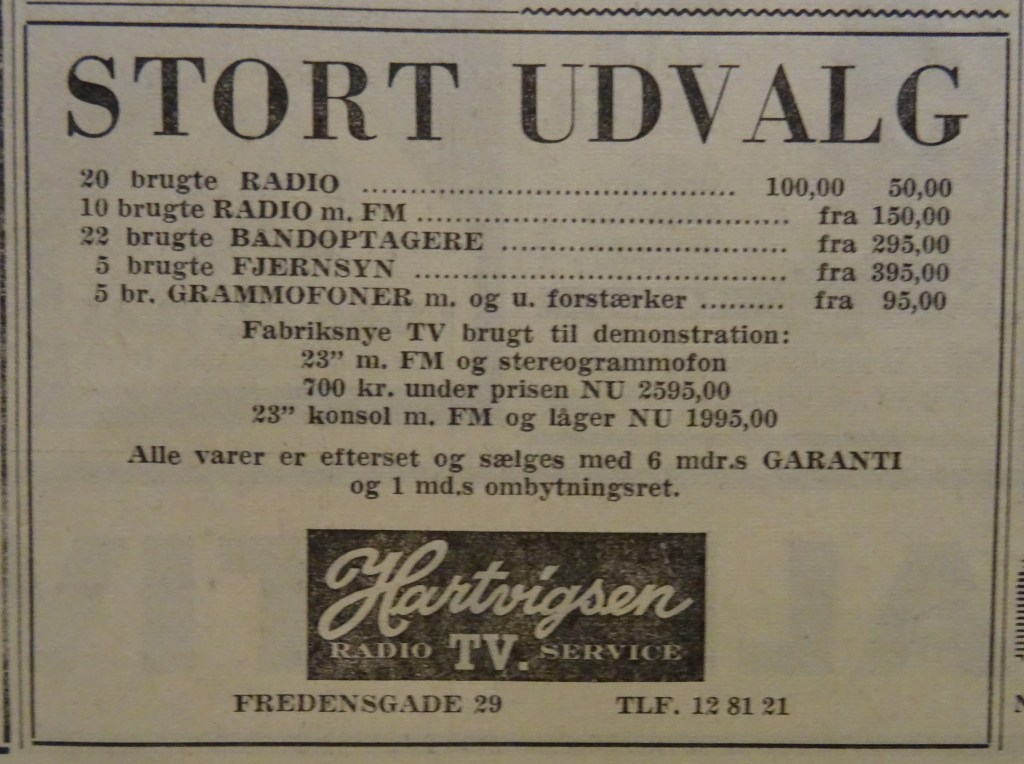 STORT UDVALG
20 brugte RADIO .......................................... 100,00 50,00
10 brugte RADIO m. FM .......................................... fra 150,00
22 brugte BANDOPTAGERE ................................ fra 295,00
5 brugte FJERNSYN .......................................... fra 395,00
5 br. GRAMMOFONER m. og u. forstærker ......... fra 95,00
Fabriksnye TV brugt til demonstration:
23” m. FM og stereogrammofon
700 kr. under prisen NU 2595,00
23” konsol m. FM og låger NU 1995,00
Alle varer er efterset og sælges med 6 mdr.s GARANTI
og 1 md.s ombytningsret.
Hartvigsen
RADIO TV. SERVICE
FREDENSGADE 29 TLF. 12 81 21